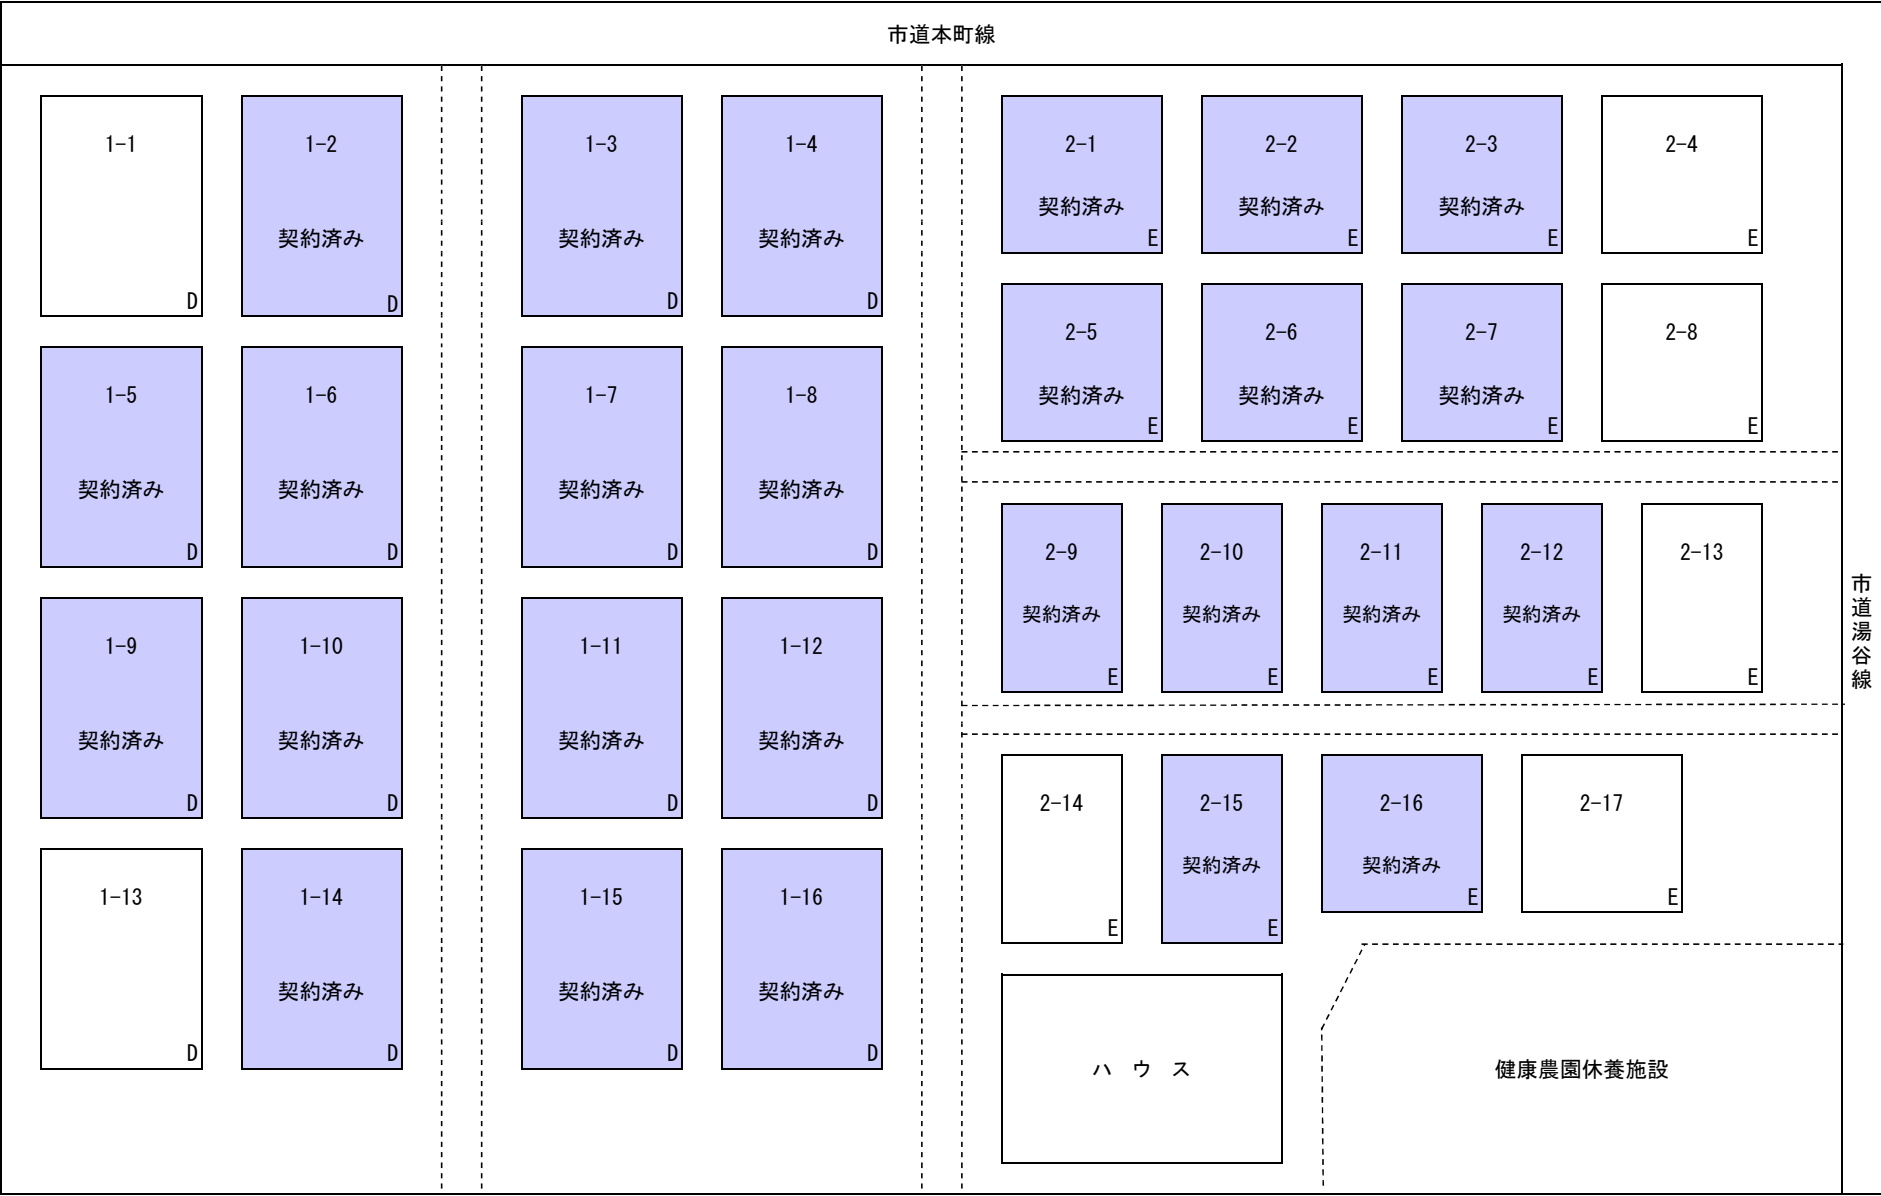 市道本町線
1-1
D
1-2
契約済み
D
1-3
契約済み
D
1-4
契約済み
D
2-1
契約済み
E
2-2
契約済み
E
2-3
契約済み
E
2-4
E
2-5
契約済み
E
2-6
契約済み
E
2-7
契約済み
E
2-8
E
1-5
契約済み
D
1-6
契約済み
D
1-7
契約済み
D
1-8
契約済み
D
2-9
契約済み
E
2-10
契約済み
E
2-11
契約済み
E
2-12
契約済み
E
2-13
E
市道湯谷線
1-9
契約済み
D
1-10
契約済み
D
1-11
契約済み
D
1-12
契約済み
D
2-14
E
2-15
契約済み
E
2-16
契約済み
E
2-17
E
1-13
D
1-14
契約済み
D
1-15
契約済み
D
1-16
契約済み
D
ハ ウ ス
健康農園休養施設